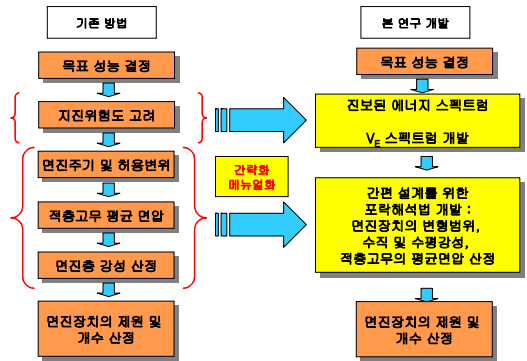 기존 방법
목표 성능 결정
지진위험도 고려
면진주기 및 허용변위
적층고무 평균 면압
면진층 강성 산정
면진장치의 제원 및
개수 산정
간략화
메뉴얼화
본 연구 개발
목표 성능 결정
진보된 에너지 스펙트럼
VE 스펙트럼 개발
간편 설계를 위한
포락해석법 개발 :
면진장치의 변형범위,
수직 및 수평강성,
적층고무의 평균면압 산정
면진장치의 제원 및
개수 산정